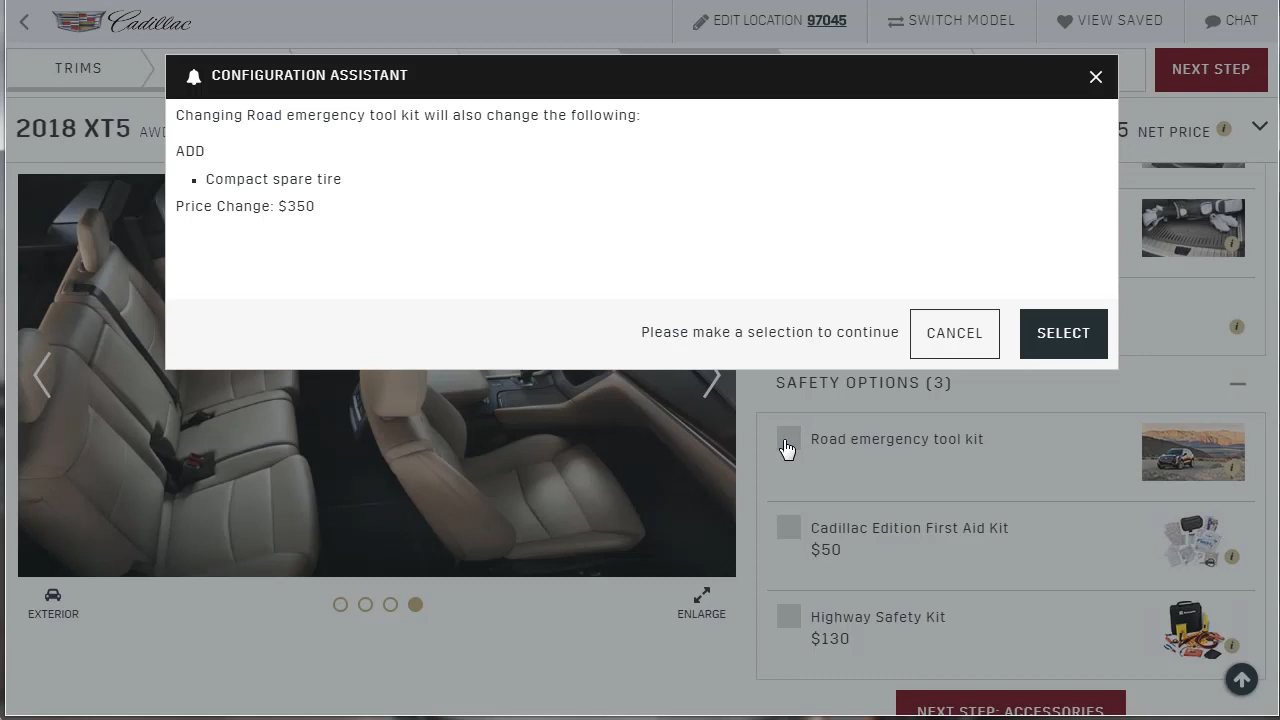 Cadillac
EDIT LOCATION 97045
SWITCH MODEL
VIEW SAVED
CHAT
TRIMS
CONFIGURATION ASSISTANT
NEXT STEP
2018 XT5 AWD
5 NET PRICE
Changing Road emergency tool kit will also change the following:
ADD
Compact spare tire
Price Change: $350
Please make a selection to continue
CANCEL
SELECT
SAFETY OPTIONS (3)
Road emergency tool kit
Cadillac Edition First Aid Kit
$50
Highway Safety Kit
$130
EXTERIOR
ENLARGE
NEXT STEP: ACCESSORIES